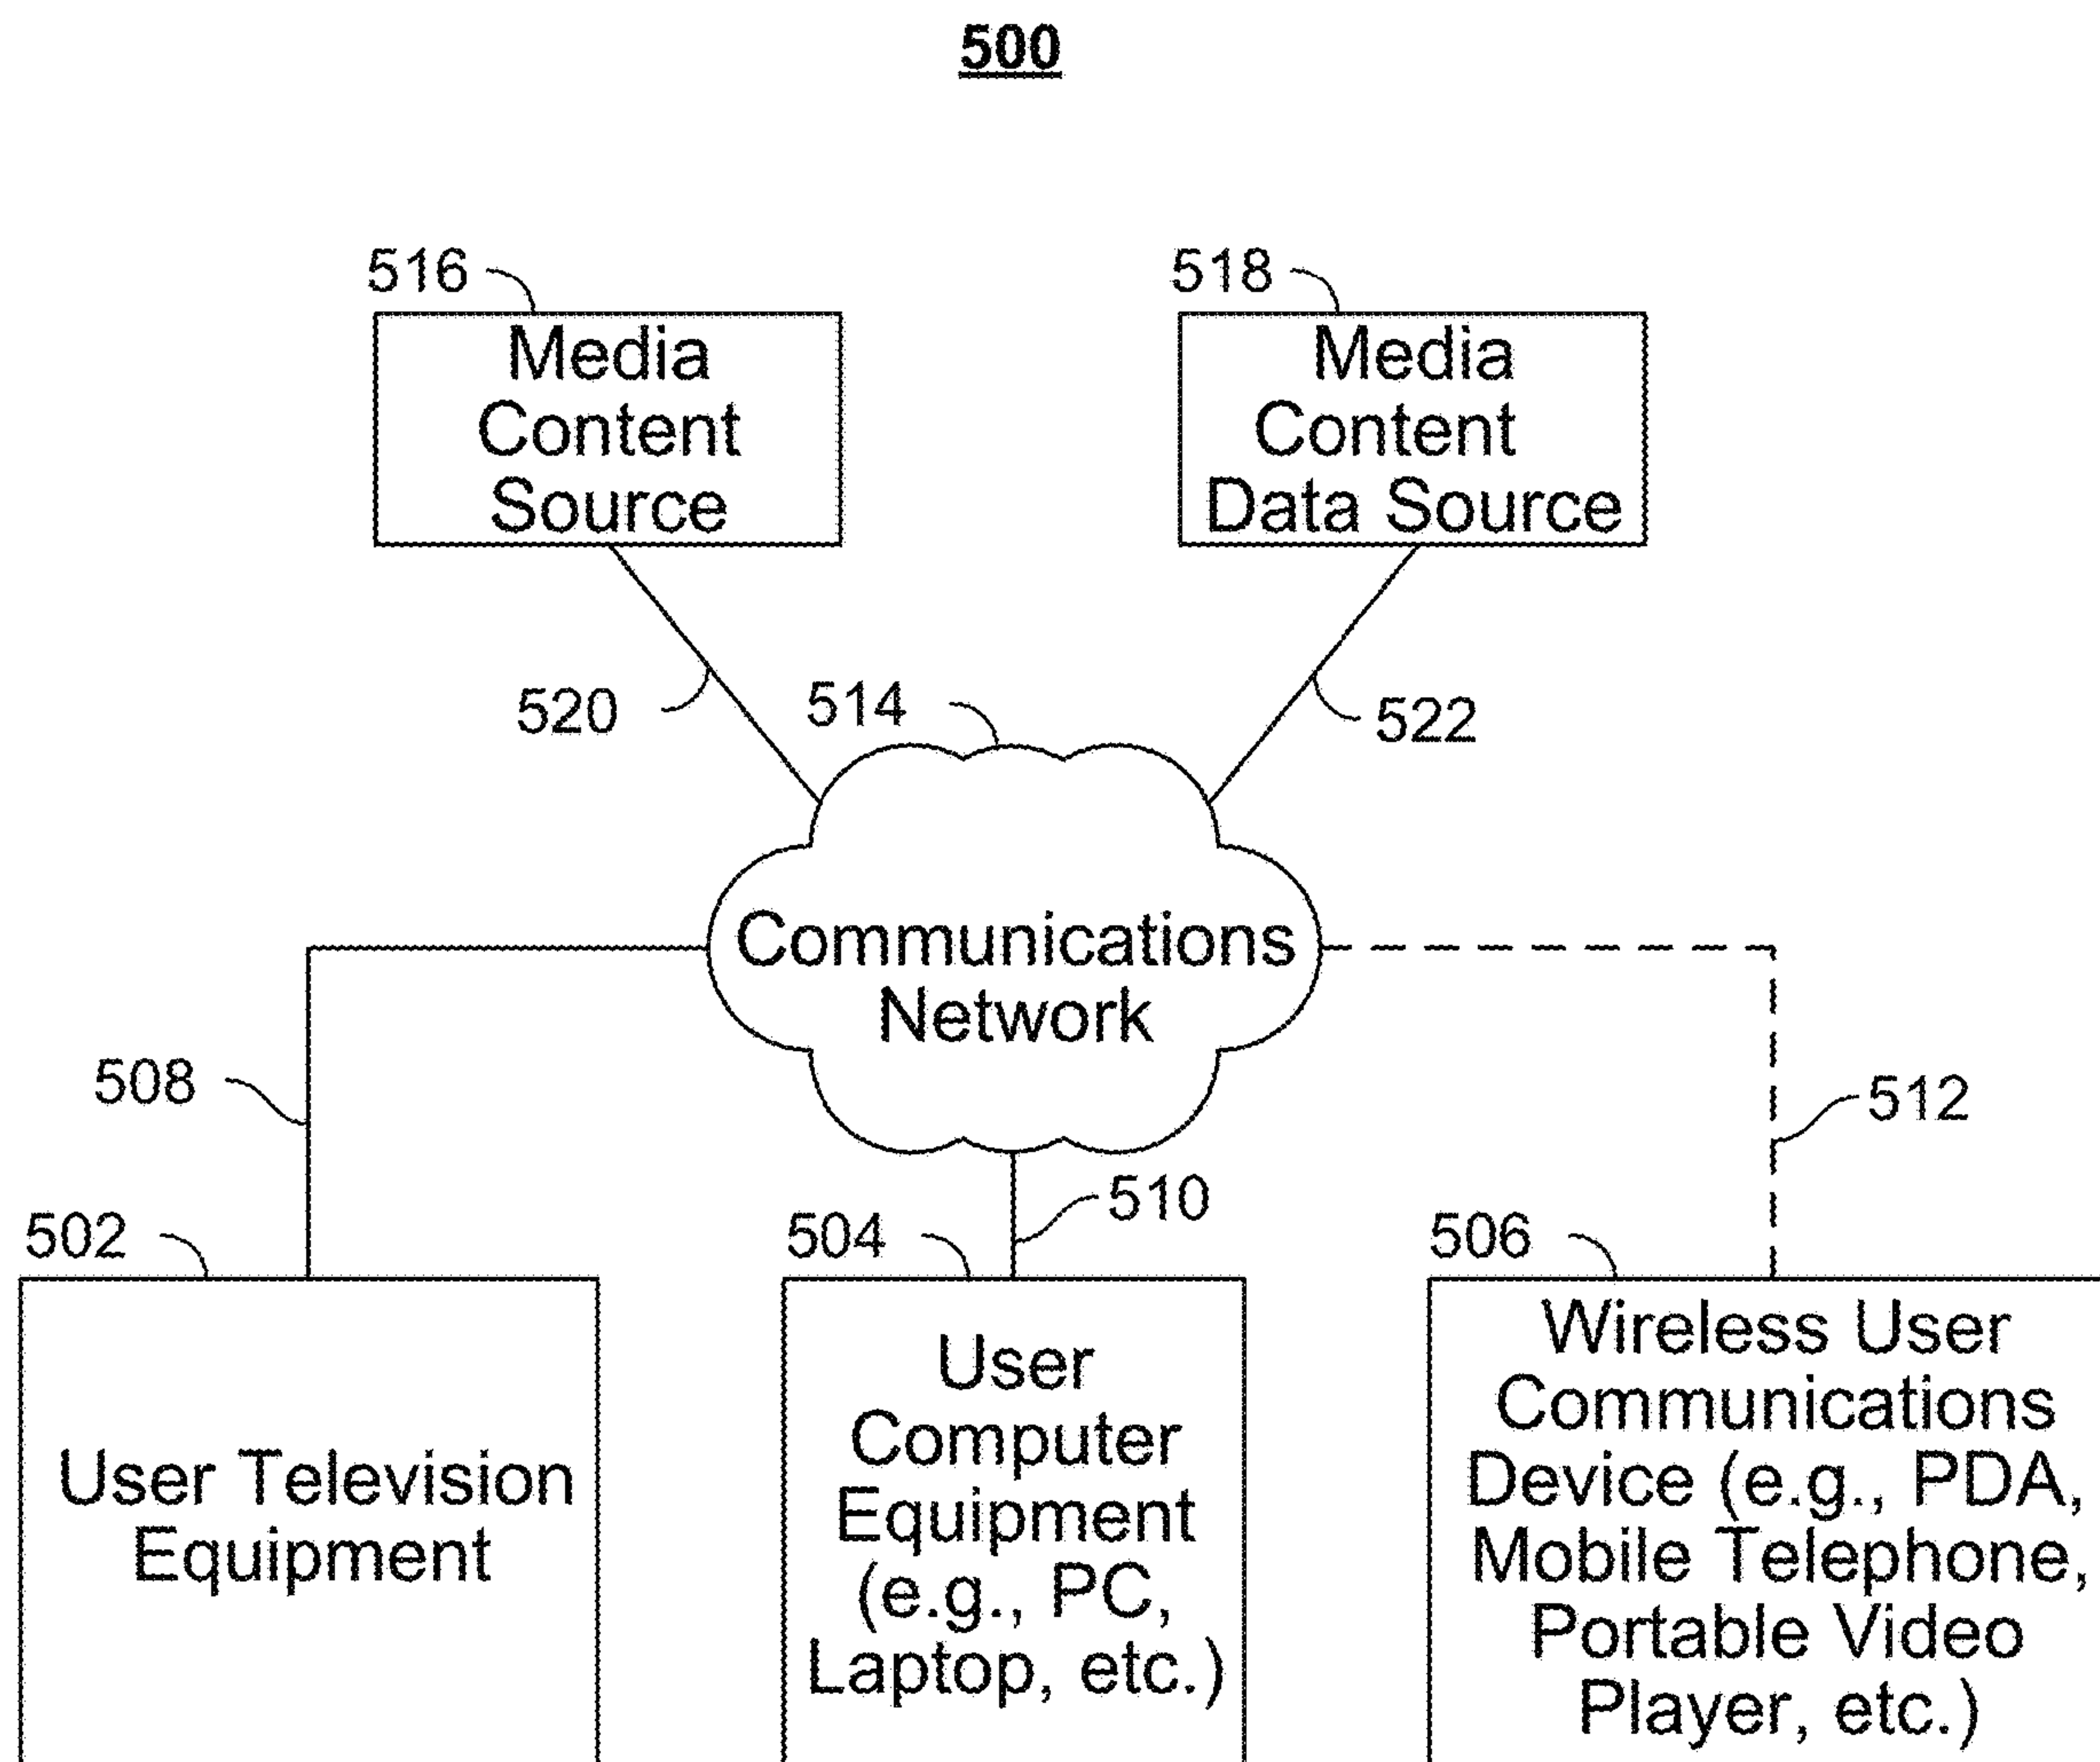 500
516
518
Media
Content
Source
Media
Content
Data Source
520
514
522
Communications
Network
508
512
510
502
504
506
User Television
Equipment
User
Computer
Equipment
(e.g., PC,
Laptop, etc.)
Wireless User
Communications
Device (e.g., PDA,
Mobile Telephone,
Portable Video
Player, etc.)